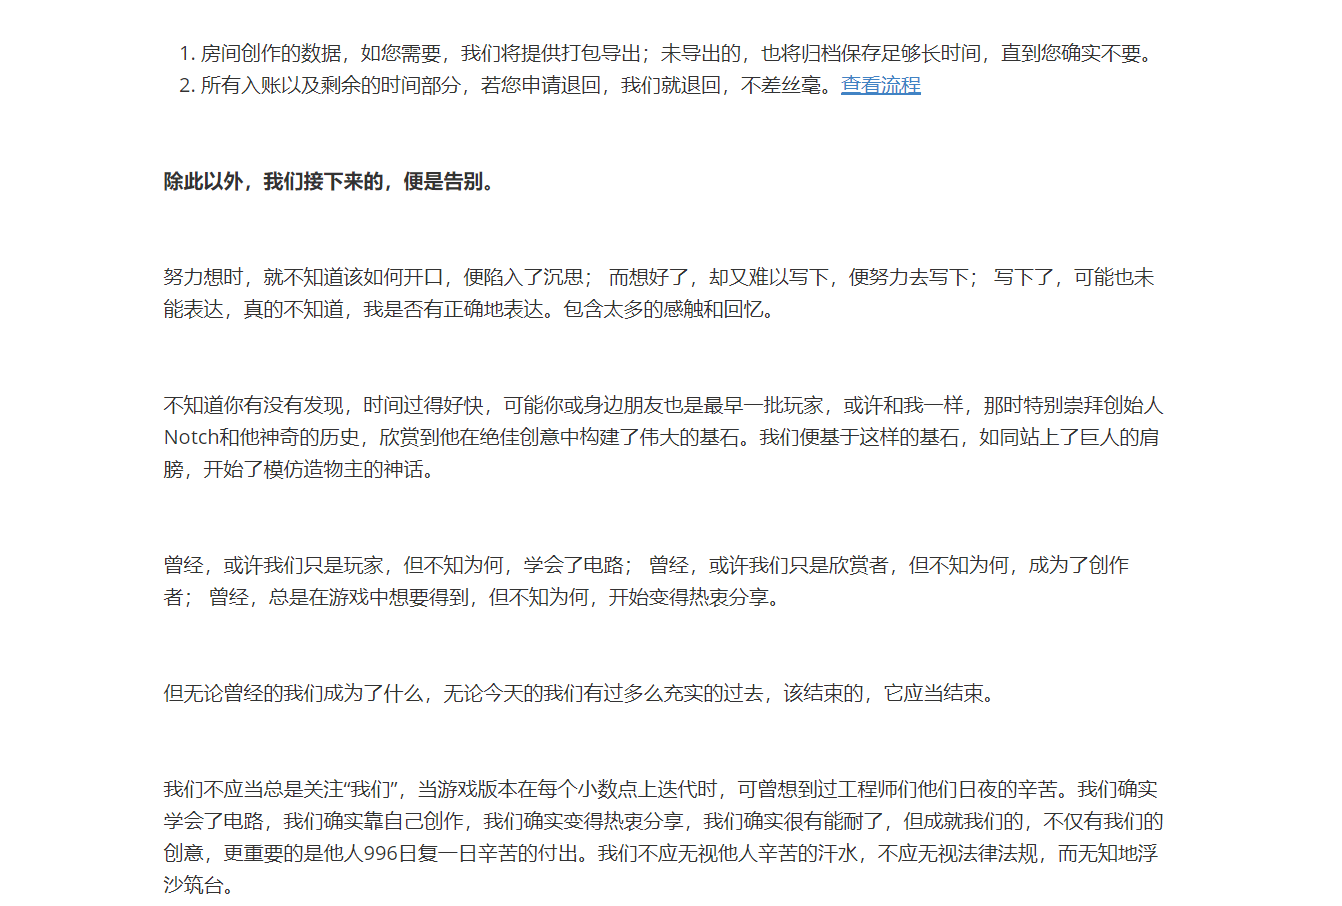 1. 房间创作的数据，如您需要，我们将提供打包导出；未导出的，也将归档保存足够长时间，直到您确实不要。
2. 所有入账以及剩余的时间部分，若您申请退回，我们就退回，不差丝毫。查看流程
除此以外，我们接下来的，便是告别。
努力想时，就不知道该如何开口，便陷入了沉思； 而想好了，却又难以写下，便努力去写下； 写下了，可能也未
能表达，真的不知道，我是否有正确地表达。包含太多的感触和回忆。
不知道你有没有发现，时间过得好快，可能你或身边朋友也是最早一批玩家，或许和我一样，那时特别崇拜创始人
Notch和他神奇的历史，欣赏到他在绝佳创意中构建了伟大的基石。我们便基于这样的基石，如同站上了巨人的肩
膀，开始了模仿造物主的神话。
曾经，或许我们只是玩家，但不知为何，学会了电路； 曾经，或许我们只是欣赏者，但不知为何，成为了创作
者； 曾经，总是在游戏中想要得到，但不知为何，开始变得热衷分享。
但无论曾经的我们成为了什么，无论今天的我们有过多么充实的过去，该结束的，它应当结束。
我们不应当总是关注“我们”，当游戏版本在每个小数点上迭代时，可曾想到过工程师们他们日夜的辛苦。我们确实
学会了电路，我们确实靠自己创作，我们确实变得热衷分享，我们确实很有能耐了，但成就我们的，不仅有我们的
创意，更重要的是他人996日复一日辛苦的付出。我们不应无视他人辛苦的汗水，不应无视法律法规，而无知地浮
沙筑台。